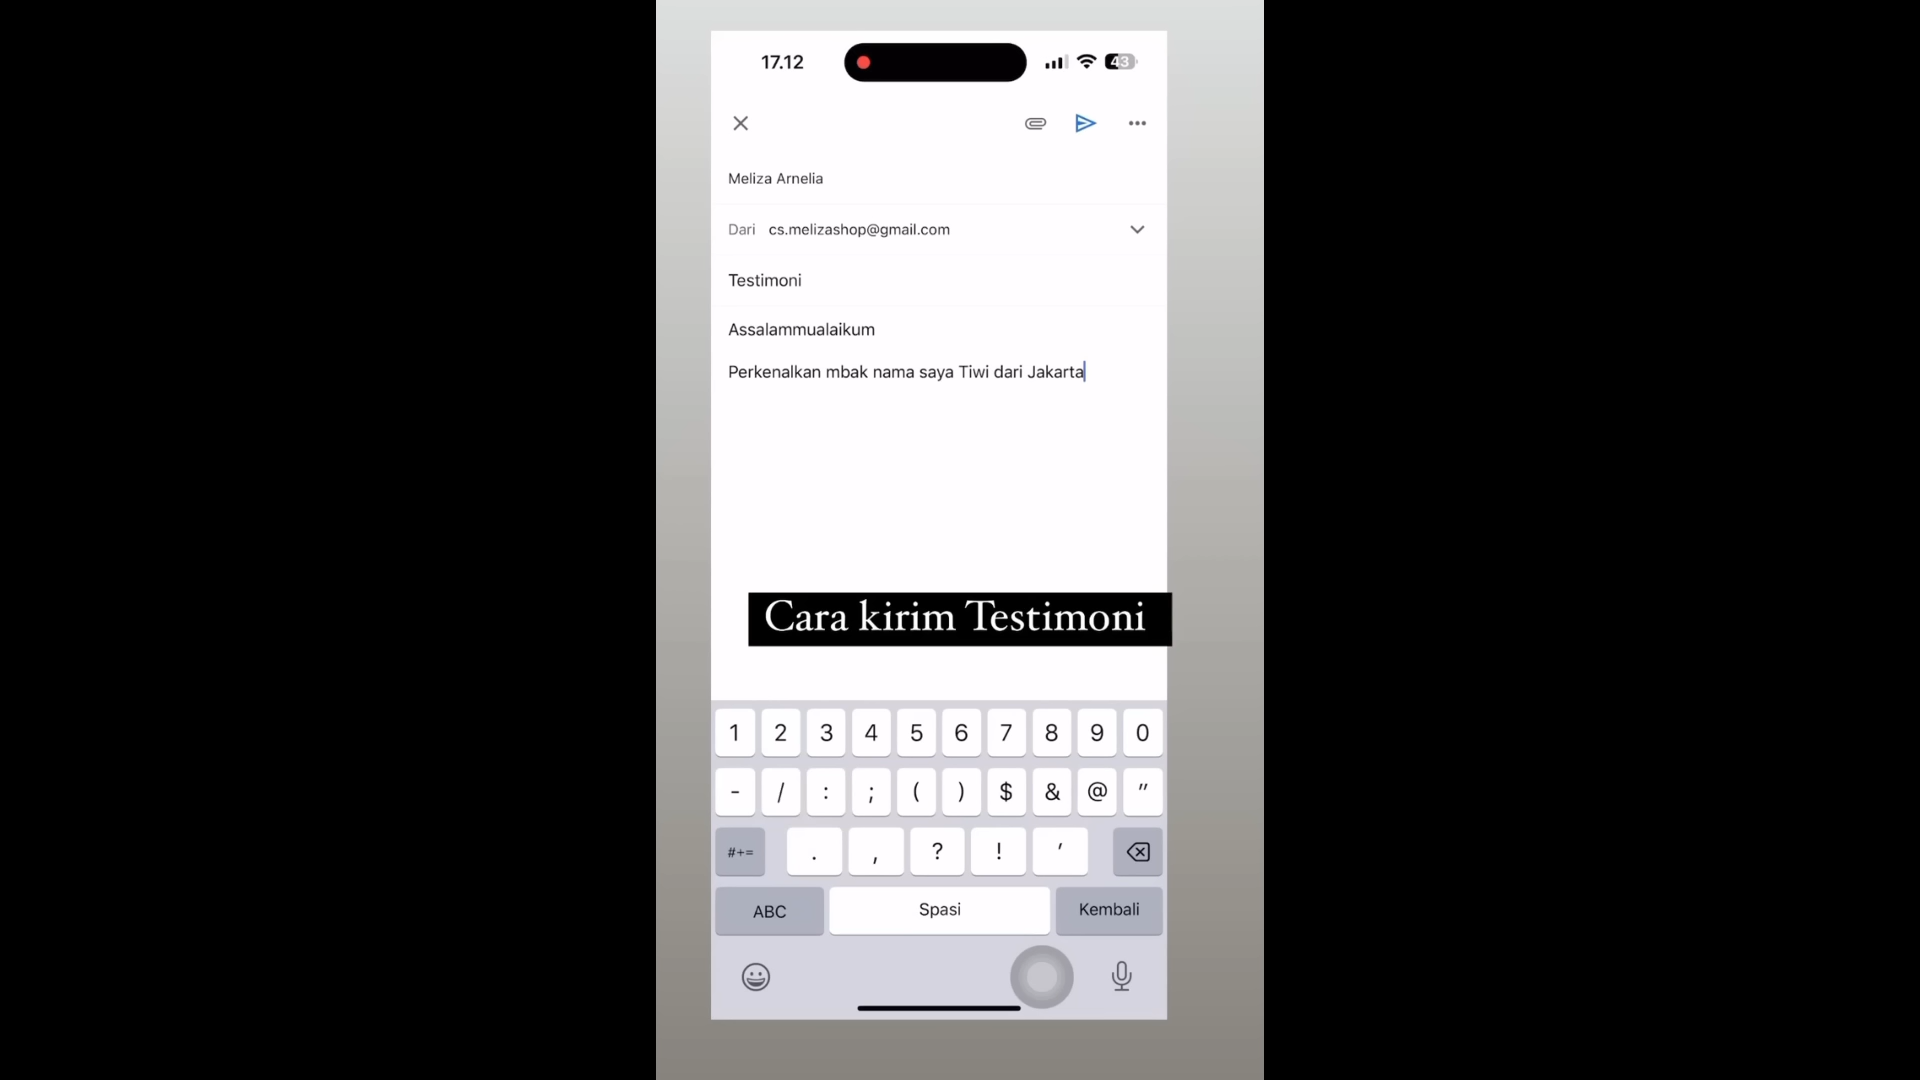 17.12
43
Meliza Arnelia
Dari cs.melizashop@gmail.com
Testimoni
Assalammualaikum
Perkenalkan mbak nama saya Tiwi dari Jakarta
Cara kirim Testimoni
1 2 3 4 5 6 7 8 9 0
- / : ; ( ) $ & @ "
#+= . , ? ! '
ABC Spasi Kembali